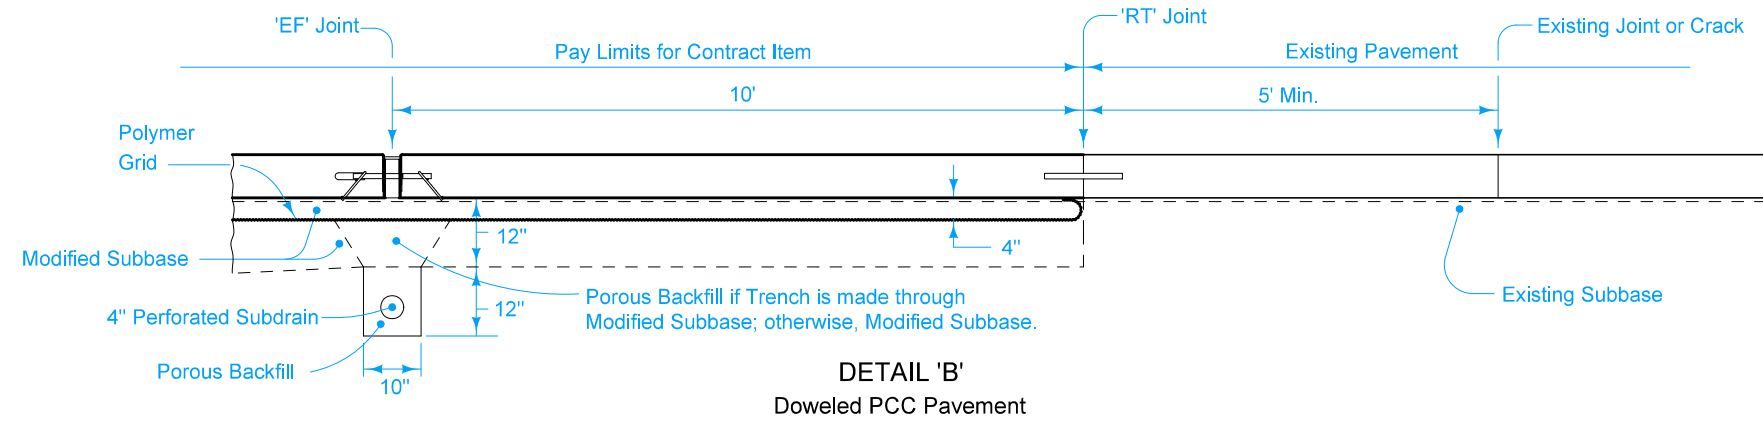 'EF' Joint
'RT' Joint
Existing Joint or Crack
Pay Limits for Contract Item
Existing Pavement
10'
5' Min.
Polymer
Grid
12"
4"
Modified Subbase
Porous Backfill if Trench is made through
Modified Subbase; otherwise, Modified Subbase.
Existing Subbase
4" Perforated Subdrain
12"
Porous Backfill
10"
DETAIL 'B'
Doweled PCC Pavement